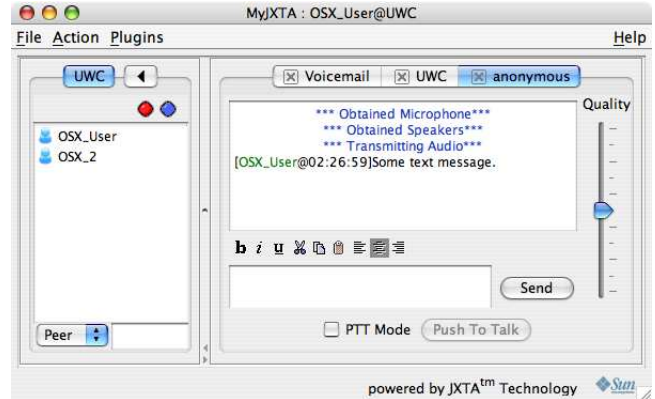 MyJXTA : OSX_User@UWC
File Action Plugins Help
UWC
OSX_User
OSX_2
Peer
Voicemail UWC anonymous
Quality
*** Obtained Microphone***
*** Obtained Speakers***
*** Transmitting Audio***
[OSX_User@02:26:59]Some text message.
b i u
Send
PTT Mode Push To Talk
powered by JXTA tm Technology Sun